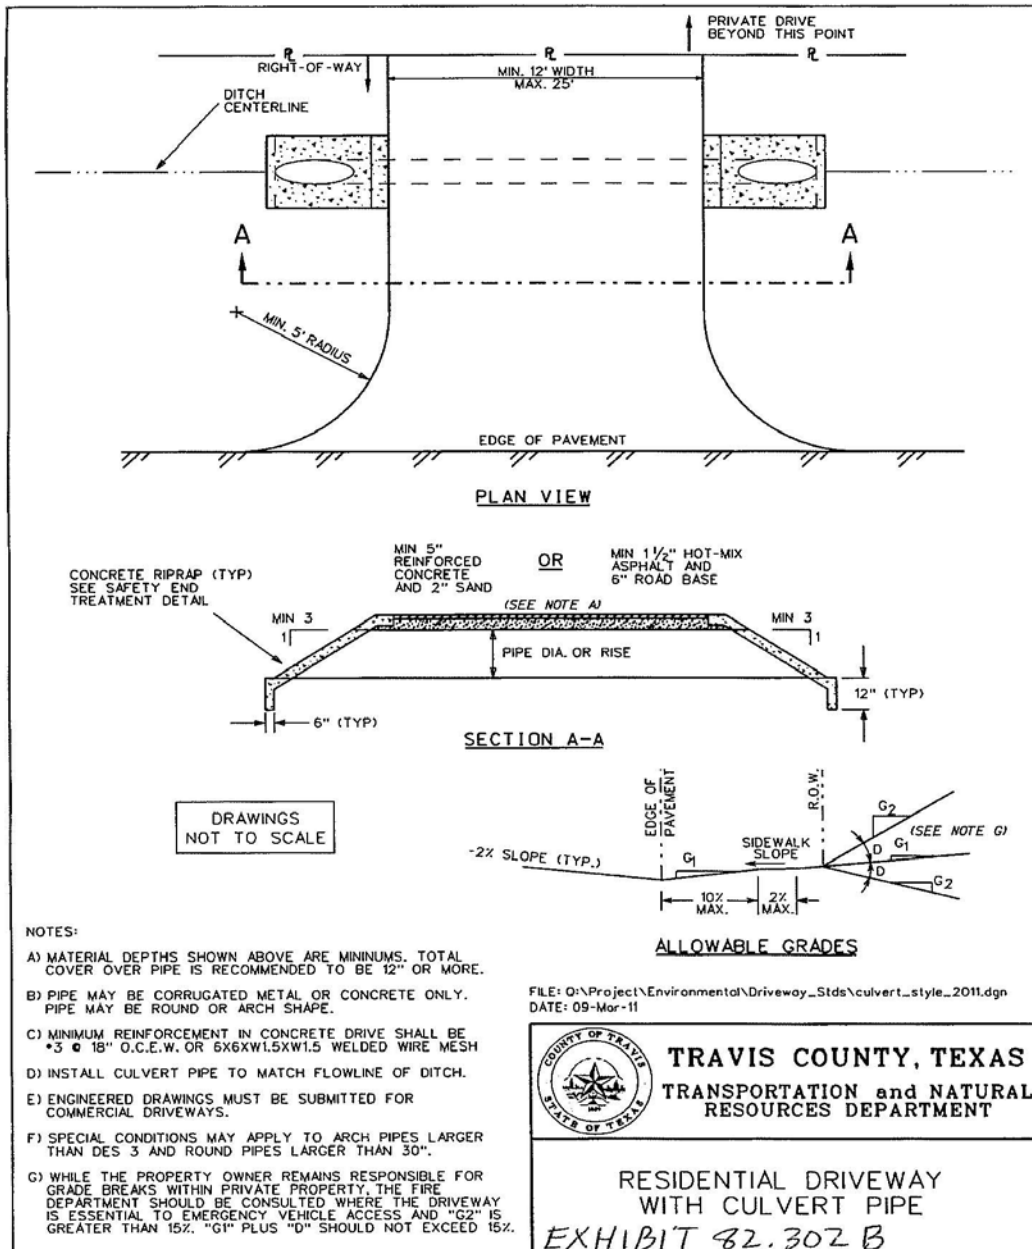 PRIVATE DRIVE
BEYOND THIS POINT
PL PL PL
RIGHT-OF-WAY
MIN. 12' WIDTH
MAX. 25'
DITCH
CENTERLINE
A A
MIN. 5' RADIUS
EDGE OF PAVEMENT
PLAN VIEW
MIN 5"
REINFORCED
CONCRETE
AND 2" SAND
OR
MIN 1 1/2" HOT-MIX
ASPHALT AND
6" ROAD BASE
CONCRETE RIPRAP (TYP)
SEE SAFETY END
TREATMENT DETAIL
(SEE NOTE A)
MIN 3
1
MIN 3
1
PIPE DIA. OR RISE
12" (TYP)
6" (TYP)
SECTION A-A
DRAWINGS
NOT TO SCALE
EDGE OF
PAVEMENT
R.O.W.
G2
(SEE NOTE G)
-2% SLOPE (TYP.)
G1
SIDEWALK
SLOPE
D
G1
D
G2
10%
MAX.
2%
MAX.
ALLOWABLE GRADES
NOTES:
A) MATERIAL DEPTHS SHOWN ABOVE ARE MININUMS. TOTAL
COVER OVER PIPE IS RECOMMENDED TO BE 12" OR MORE.
B) PIPE MAY BE CORRUGATED METAL OR CONCRETE ONLY.
PIPE MAY BE ROUND OR ARCH SHAPE.
C) MINIMUM REINFORCEMENT IN CONCRETE DRIVE SHALL BE
#3 @ 18" O.C.E.W. OR 6X6XW1.5XW1.5 WELDED WIRE MESH
D) INSTALL CULVERT PIPE TO MATCH FLOWLINE OF DITCH.
E) ENGINEERED DRAWINGS MUST BE SUBMITTED FOR
COMMERCIAL DRIVEWAYS.
F) SPECIAL CONDITIONS MAY APPLY TO ARCH PIPES LARGER
THAN DES 3 AND ROUND PIPES LARGER THAN 30".
G) WHILE THE PROPERTY OWNER REMAINS RESPONSIBLE FOR
GRADE BREAKS WITHIN PRIVATE PROPERTY, THE FIRE
DEPARTMENT SHOULD BE CONSULTED WHERE THE DRIVEWAY
IS ESSENTIAL TO EMERGENCY VEHICLE ACCESS AND "G2" IS
GREATER THAN 15%. "G1" PLUS "D" SHOULD NOT EXCEED 15%.
FILE: O:\Project\Environmental\Driveway_Stds\culvert_style_2011.dgn
DATE: 09-Mar-11
COUNTY OF TRAVIS
STATE OF TEXAS
TRAVIS COUNTY, TEXAS
TRANSPORTATION and NATURAL
RESOURCES DEPARTMENT
RESIDENTIAL DRIVEWAY
WITH CULVERT PIPE
EXHIBIT 82.302 B